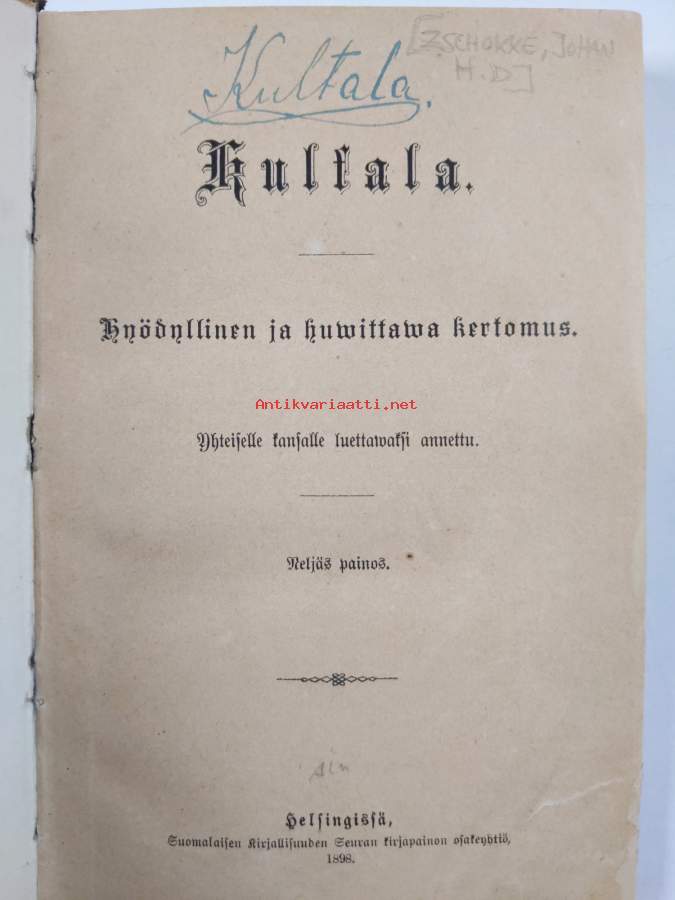 [ZSCHOKKE, JOHAN
H.D]
Kultala.
Kultala.
Hyödyllinen ja huwittawa kertomus.
Antikvariaatti.net
Yhteiselle kansalle luettawaksi annettu.
Neljäs painos.
Helsingissä,
Suomalaisen Kirjallisuuden Seuran kirjapainon osakeyhtiö,
1898.